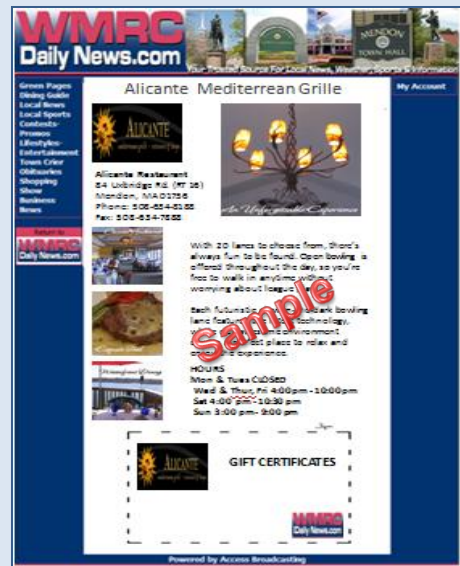 WMRC
Daily News.com
Your Trusted Source For Local News, Weather, Sports & Information
MENDON
TOWN HALL
Green Pages
Dining Guide
Local News
Local Sports
Contests-
Promos
Lifestyles-
Entertainment
Town Crier
Obituaries
Shopping
Show
Business
News
Return to
WMRC
Daily News.com
My Account
Alicante Mediterrean Grille
ALICANTE
An Unforgettable Experience
Alicante Restaurant
84 Uxbridge Rd. (RT 16)
Mendon, MA 01756
Phone: 508-634-8188
Fax: 508-634-7888
With 20 lanes to choose from, there's
always fun to be found. Open bowling is
offered throughout the day, so you're
free to walk in anytime without
worrying about league
Each futuristic bowling
lane technology,
environment
place to relax and
experience.
Sample
HOURS
Mon & Tues CLOSED
Wed & Thur, Fri 4:00pm - 10:00pm
Sat 4:00 pm - 10:30 pm
Sun 3:00 pm - 9:00 pm
ALICANTE
GIFT CERTIFICATES
WMRC
Daily News.com
Powered by Access Broadcasting